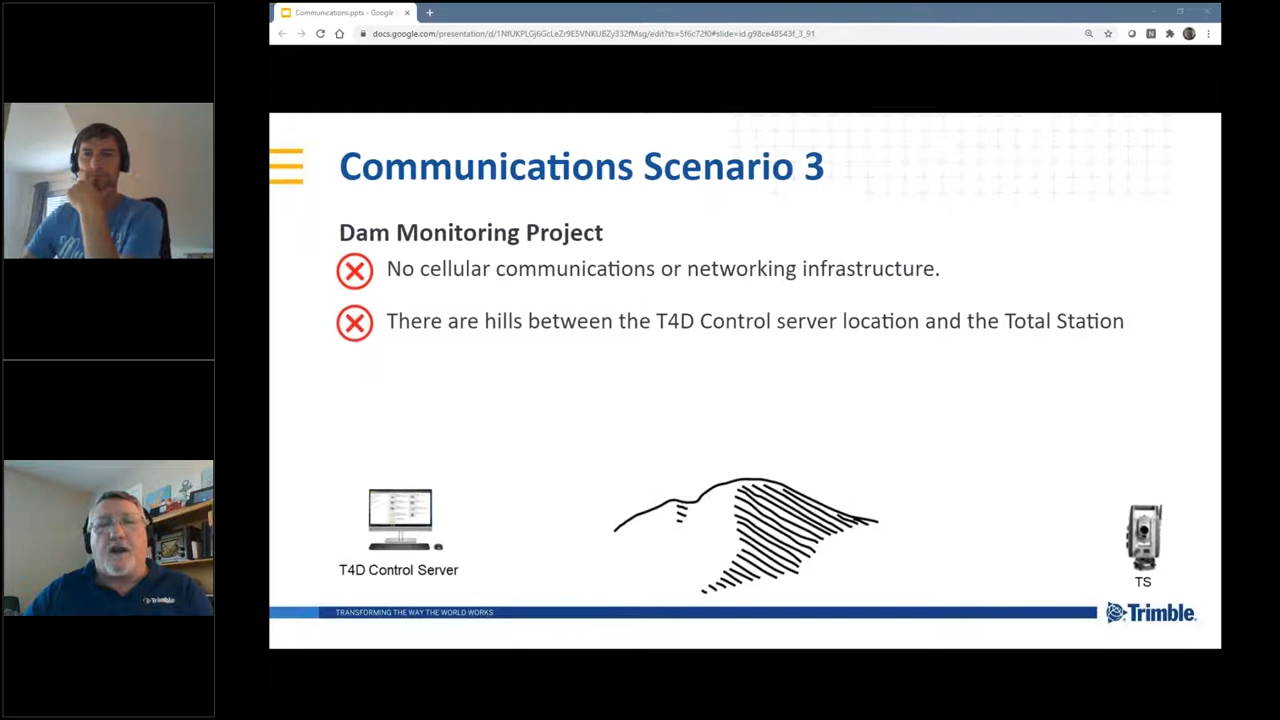 Communications.pptx - Google
docs.google.com/presentation/d/1NfUKPLGj6GcLeZr9E5VNKUBZy332fMsg/edit?ts=5f6c72f0#slide=id.g98ce48543f_3_91
Communications Scenario 3
Dam Monitoring Project
No cellular communications or networking infrastructure.
There are hills between the T4D Control server location and the Total Station
T4D Control Server
TS
TRANSFORMING THE WAY THE WORLD WORKS
Trimble
Trimble